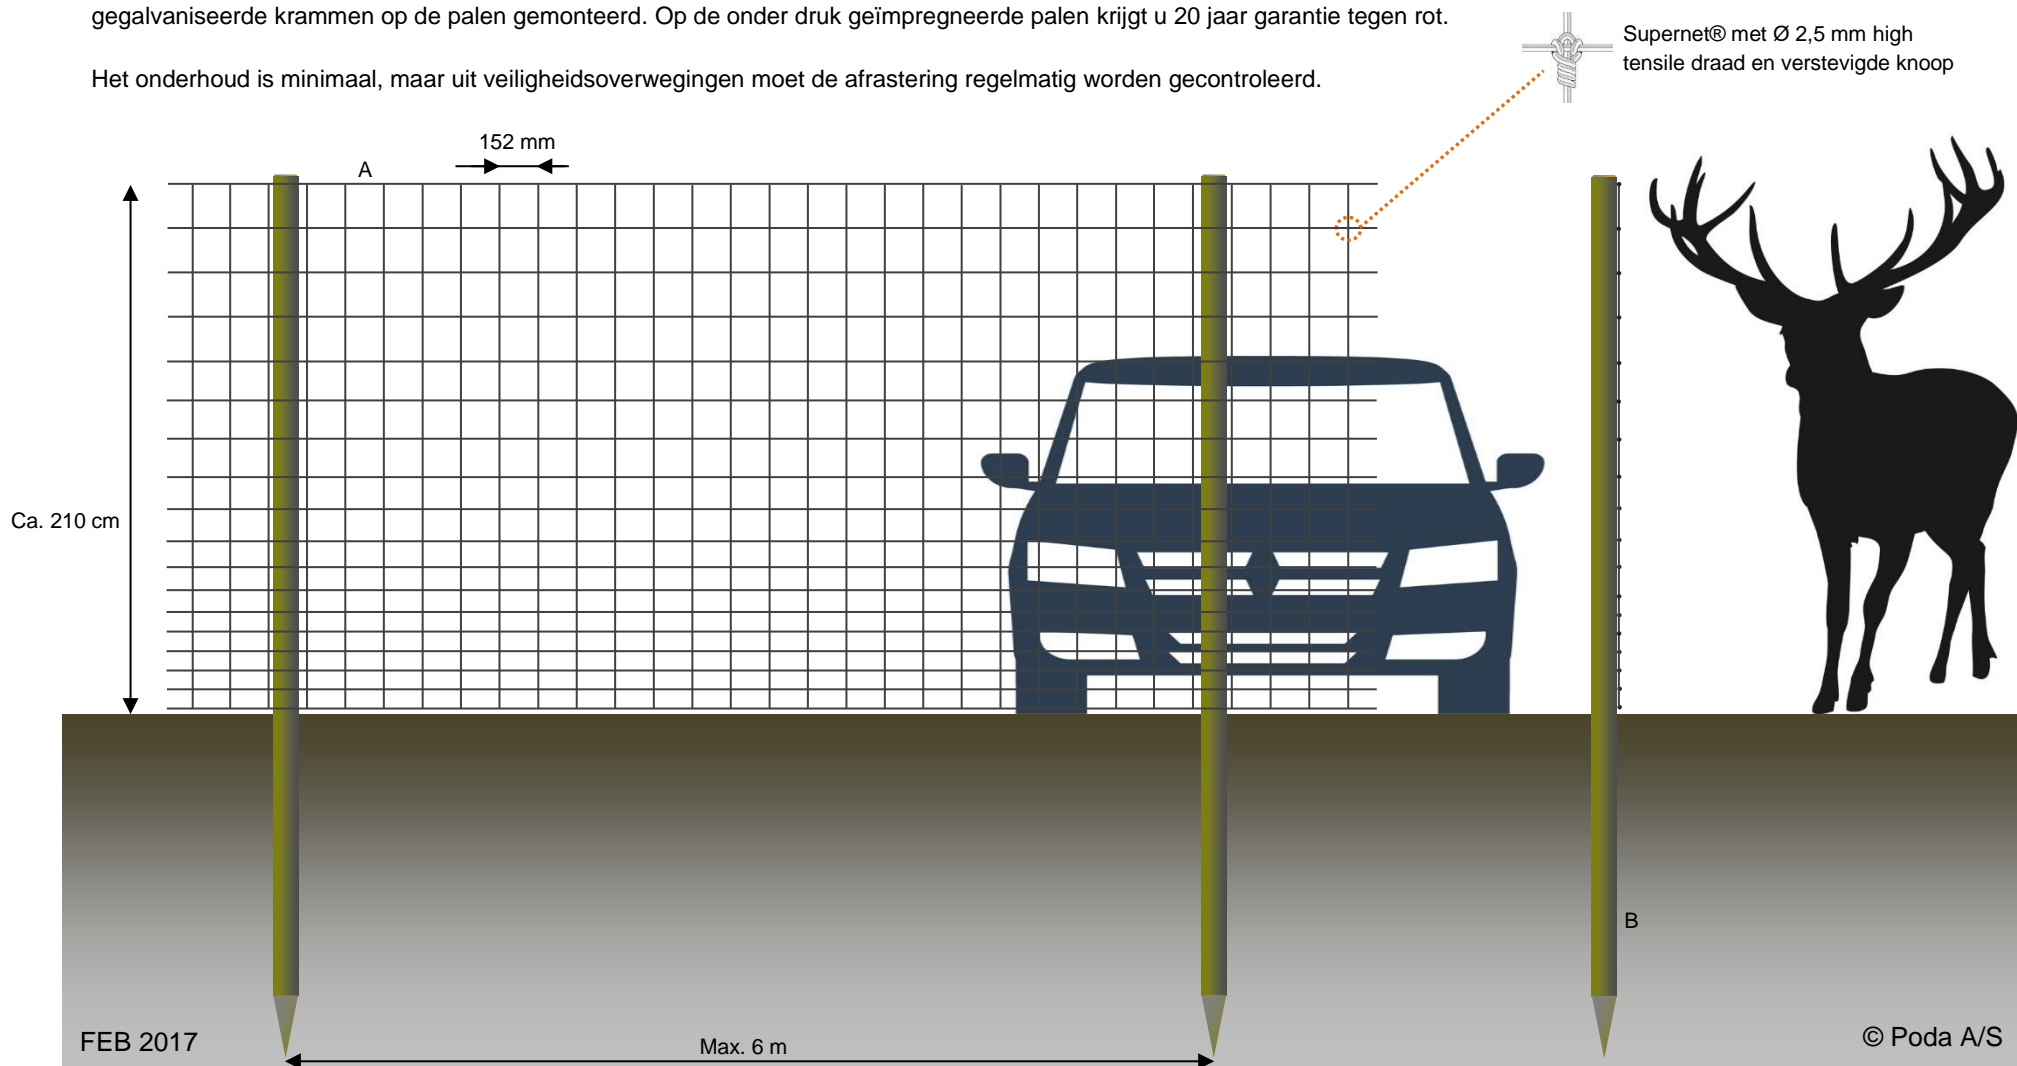 gegalvaniseerde krammen op de palen gemonteerd. Op de onder druk geïmpregneerde palen krijgt u 20 jaar garantie tegen rot.
Supernet® met Ø 2,5 mm high
tensile draad en verstevigde knoop
Het onderhoud is minimaal, maar uit veiligheidsoverwegingen moet de afrastering regelmatig worden gecontroleerd.
152 mm
A
Ca. 210 cm
B
FEB 2017
Max. 6 m
© Poda A/S